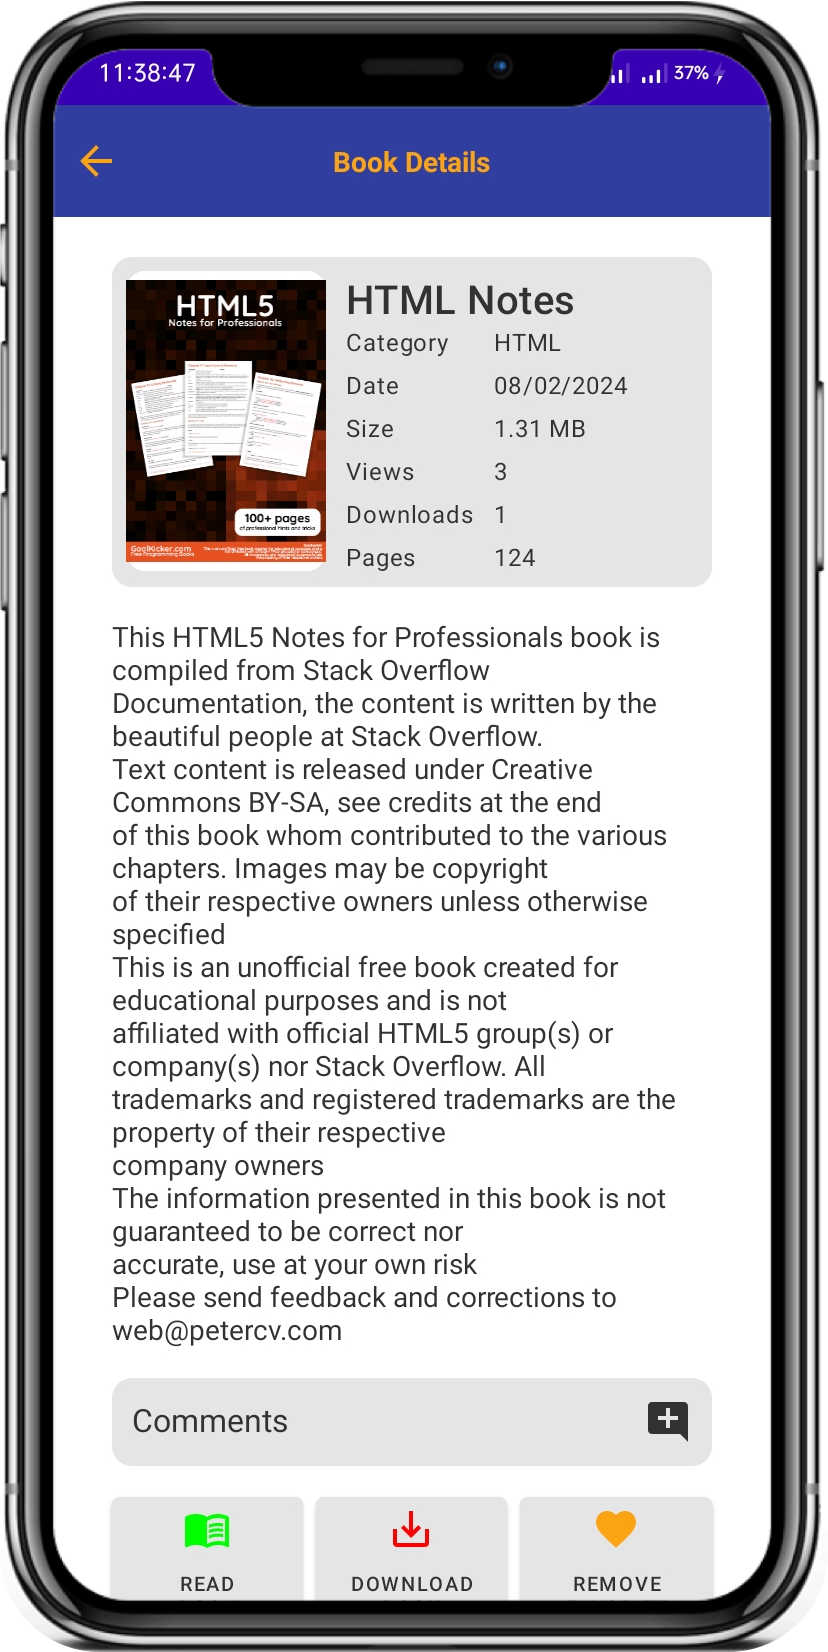 11:38:47
37%
Book Details
HTML5
Notes for Professionals
100+ pages
of professional hints and tricks
GoalKicker.com
Free Programming Books
HTML Notes
Category HTML
Date 08/02/2024
Size 1.31 MB
Views 3
Downloads 1
Pages 124
This HTML5 Notes for Professionals book is
compiled from Stack Overflow
Documentation, the content is written by the
beautiful people at Stack Overflow.
Text content is released under Creative
Commons BY-SA, see credits at the end
of this book whom contributed to the various
chapters. Images may be copyright
of their respective owners unless otherwise
specified
This is an unofficial free book created for
educational purposes and is not
affiliated with official HTML5 group(s) or
company(s) nor Stack Overflow. All
trademarks and registered trademarks are the
property of their respective
company owners
The information presented in this book is not
guaranteed to be correct nor
accurate, use at your own risk
Please send feedback and corrections to
web@petercv.com
Comments
READ DOWNLOAD REMOVE